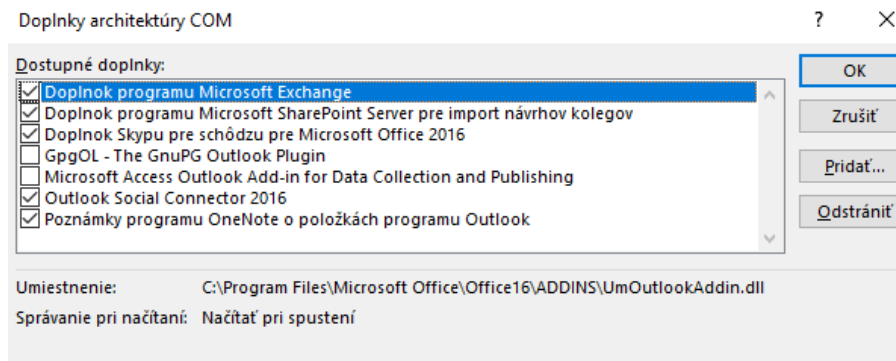 Doplnky architektúry COM
?
Dostupné doplnky:
Doplnok programu Microsoft Exchange
Doplnok programu Microsoft SharePoint Server pre import návrhov kolegov
Doplnok Skypu pre schôdzu pre Microsoft Office 2016
GpgOL - The GnuPG Outlook Plugin
Microsoft Access Outlook Add-in for Data Collection and Publishing
Outlook Social Connector 2016
Poznámky programu OneNote o položkách programu Outlook
OK
Zrušiť
Pridať...
Odstrániť
Umiestnenie: C:\Program Files\Microsoft Office\Office16\ADDINS\UmOutlookAddin.dll
Správanie pri načítaní: Načítať pri spustení